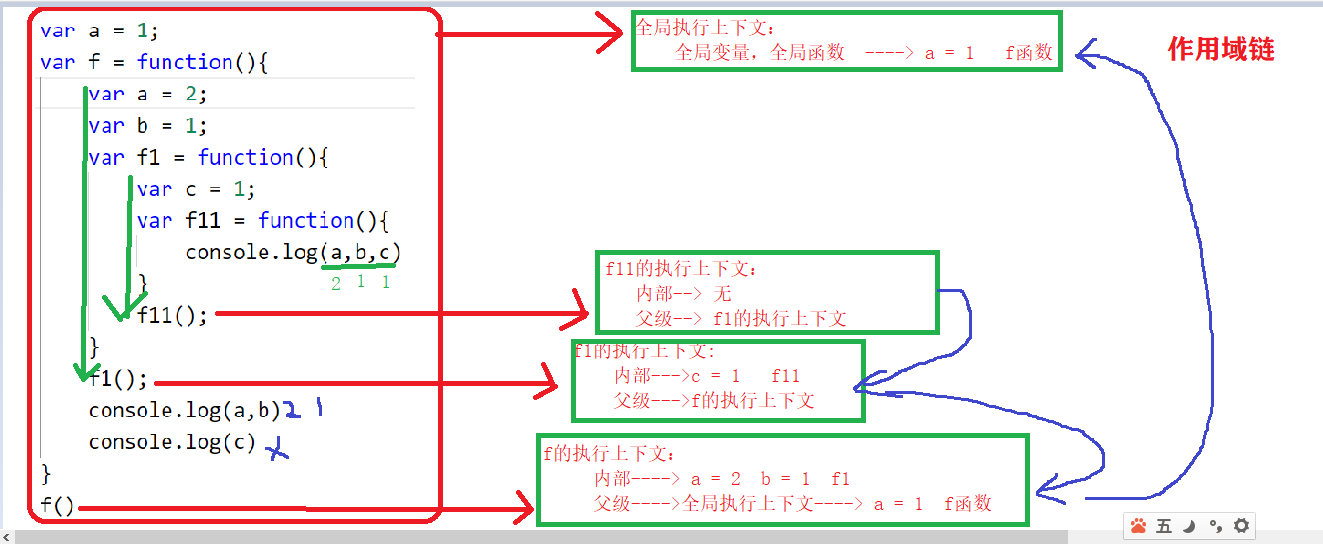 var a = 1;
var f = function(){
var a = 2;
var b = 1;
var f1 = function(){
var c = 1;
var f11 = function(){
console.log(a,b,c)
2 1 1
}
f11();
}
f1();
console.log(a,b) 2 1
console.log(c) x
}
f()
全局执行上下文:
全局变量，全局函数 ----> a = 1 f函数
作用域链
f11的执行上下文:
内部--> 无
父级--> f1的执行上下文
f1的执行上下文:
内部--->c = 1 f11
父级--->f的执行上下文
f的执行上下文:
内部----> a = 2 b = 1 f1
父级---->全局执行上下文----> a = 1 f函数
五